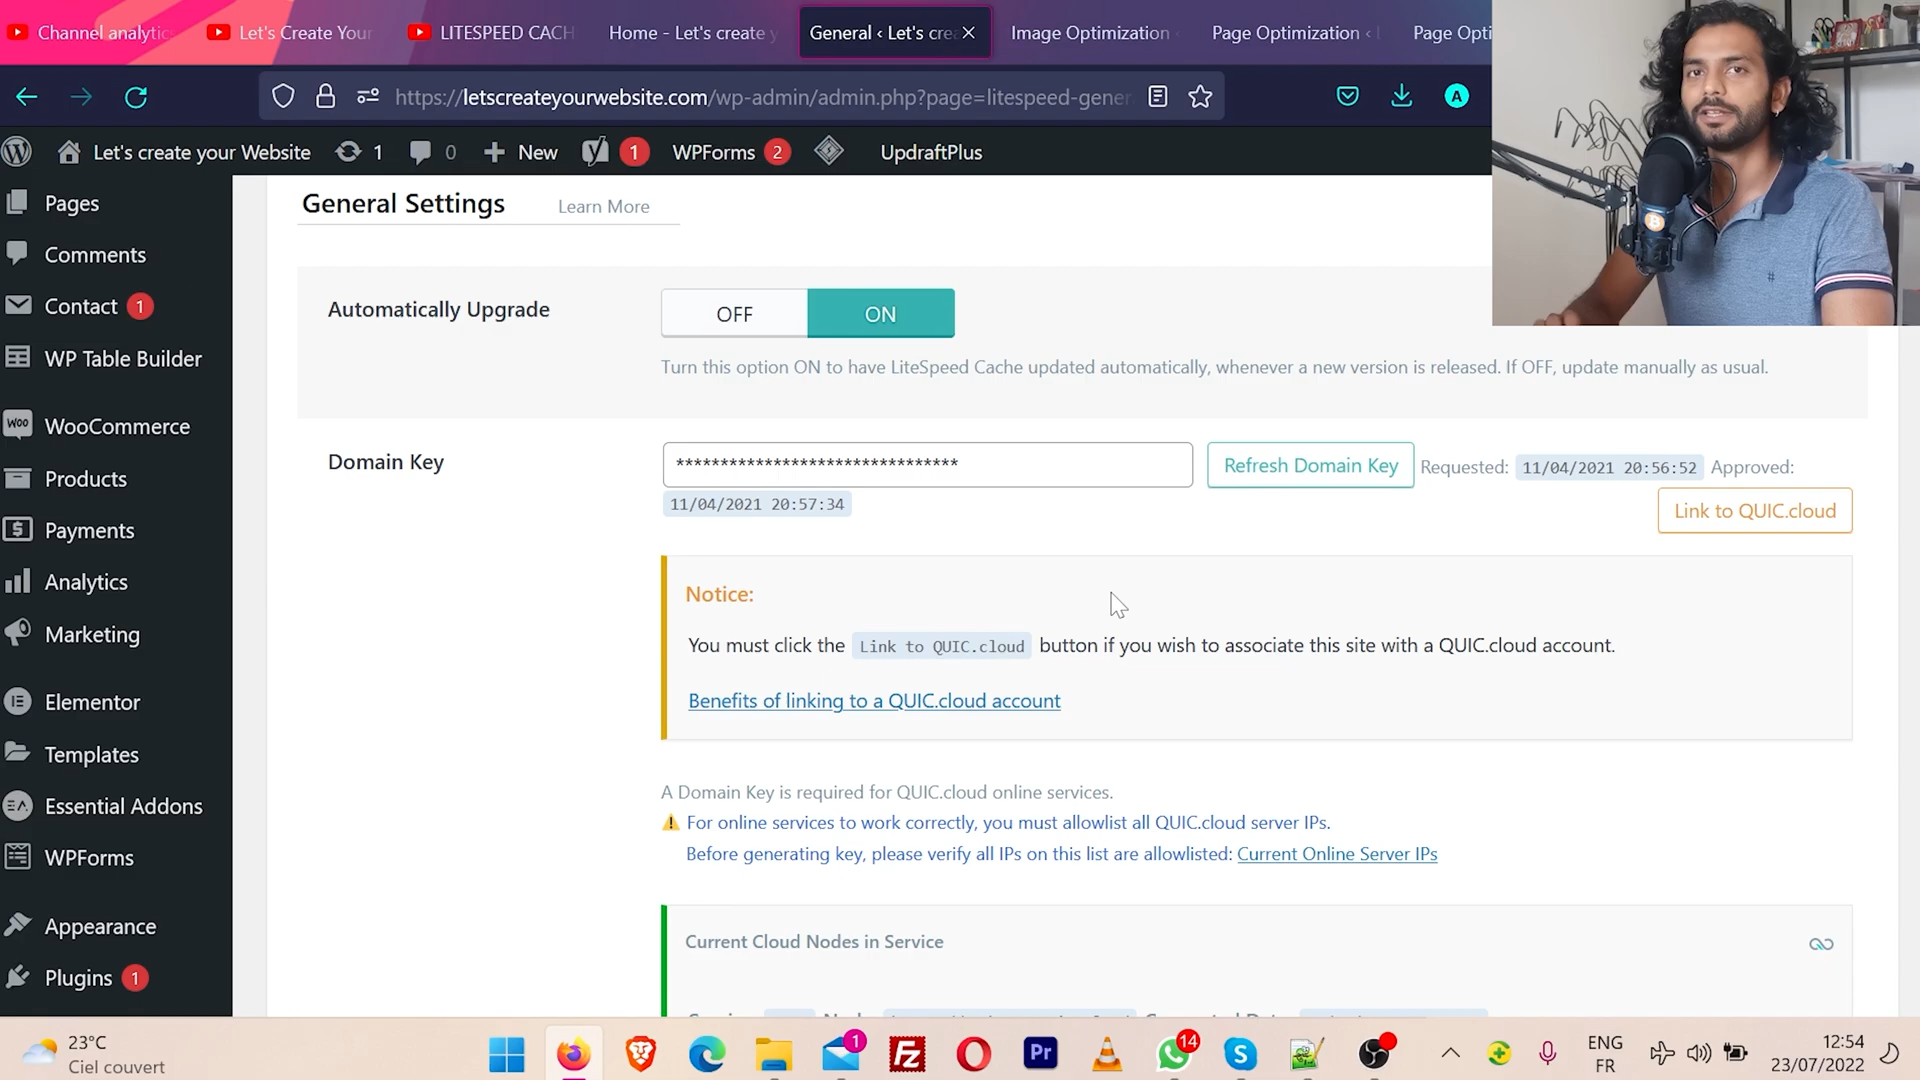 Channel analytic
Let's Create Your
LITESPEED CACH
Home - Let's create y
General ‹ Let's cre
Image Optimization
Page Optimization ‹ L
Page Opti
https://letscreateyourwebsite.com/wp-admin/admin.php?page=litespeed-gener
A
Let's create your Website
1
0
New
1
WPForms 2
UpdraftPlus
Pages
Comments
Contact 1
WP Table Builder
WooCommerce
Products
Payments
Analytics
Marketing
Elementor
Templates
Essential Addons
WPForms
Appearance
Plugins 1
General Settings Learn More
Automatically Upgrade
OFF ON
Turn this option ON to have LiteSpeed Cache updated automatically, whenever a new version is released. If OFF, update manually as usual.
Domain Key
******************************** Refresh Domain Key Requested: 11/04/2021 20:56:52 Approved:
11/04/2021 20:57:34
Link to QUIC.cloud
Notice:
You must click the Link to QUIC.cloud button if you wish to associate this site with a QUIC.cloud account.
Benefits of linking to a QUIC.cloud account
A Domain Key is required for QUIC.cloud online services.
For online services to work correctly, you must allowlist all QUIC.cloud server IPs.
Before generating key, please verify all IPs on this list are allowlisted: Current Online Server IPs
Current Cloud Nodes in Service
23°C
Ciel couvert
1
Pr
14
ENG
FR
12:54
23/07/2022